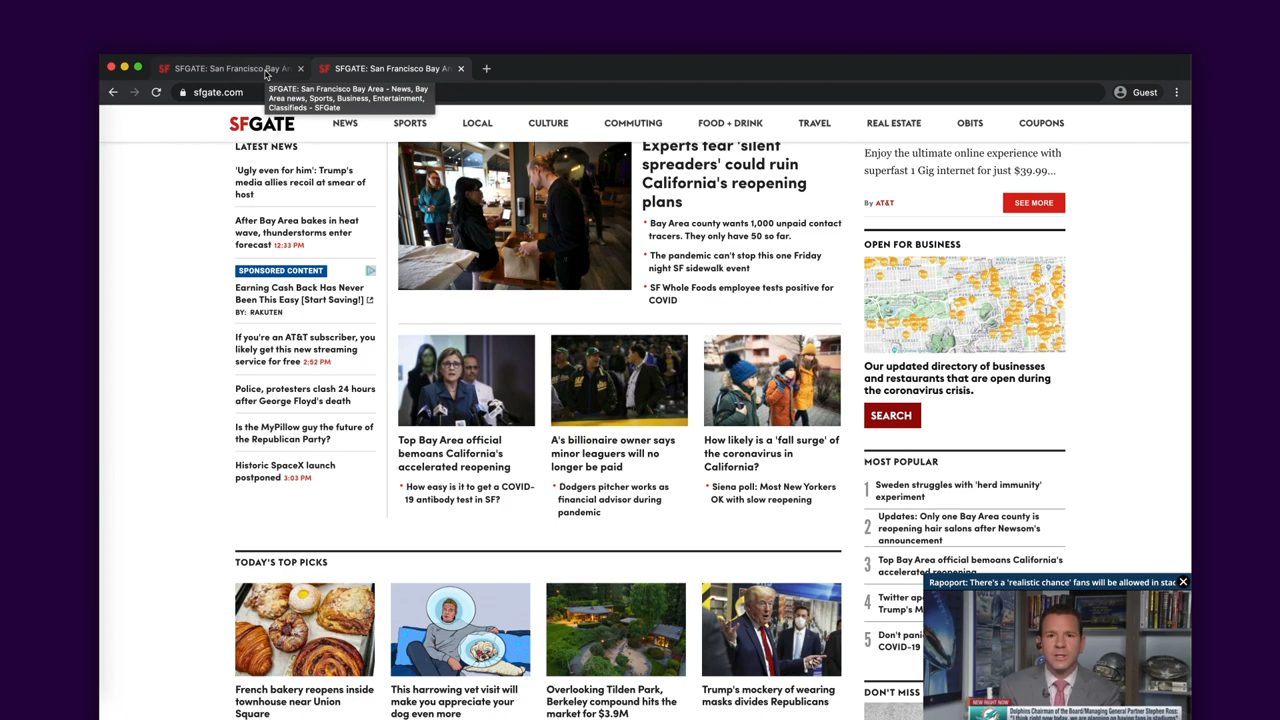 SF SFGATE: San Francisco Bay Ar
SF SFGATE: San Francisco Bay Ar
sfgate.com
Guest
SFGATE: San Francisco Bay Area - News, Bay
Area news, Sports, Business, Entertainment,
Classifieds - SFGate
SFGATE
NEWS
SPORTS
LOCAL
CULTURE
COMMUTING
FOOD + DRINK
TRAVEL
REAL ESTATE
OBITS
COUPONS
LATEST NEWS
'Ugly even for him': Trump's
media allies recoil at smear of
host
After Bay Area bakes in heat
wave, thunderstorms enter
forecast 12:33 PM
SPONSORED CONTENT
Earning Cash Back Has Never
Been This Easy [Start Saving!]
BY: RAKUTEN
If you're an AT&T subscriber, you
likely get this new streaming
service for free 2:52 PM
Police, protesters clash 24 hours
after George Floyd's death
Is the MyPillow guy the future of
the Republican Party?
Historic SpaceX launch
postponed 3:03 PM
Experts fear 'silent
spreaders' could ruin
California's reopening
plans
Bay Area county wants 1,000 unpaid contact
tracers. They only have 50 so far.
The pandemic can't stop this one Friday
night SF sidewalk event
SF Whole Foods employee tests positive for
COVID
Top Bay Area official
bemoans California's
accelerated reopening
How easy is it to get a COVID-
19 antibody test in SF?
A's billionaire owner says
minor leaguers will no
longer be paid
Dodgers pitcher works as
financial advisor during
pandemic
How likely is a 'fall surge' of
the coronavirus in
California?
Siena poll: Most New Yorkers
OK with slow reopening
Enjoy the ultimate online experience with
superfast 1 Gig internet for just $39.99...
By AT&T
SEE MORE
OPEN FOR BUSINESS
Our updated directory of businesses
and restaurants that are open during
the coronavirus crisis.
SEARCH
MOST POPULAR
1 Sweden struggles with 'herd immunity'
experiment
2 Updates: Only one Bay Area county is
reopening hair salons after Newsom's
announcement
3 Top Bay Area official bemoans California's
accelerated reopening
4 Twitter ap
Trump's M
5 Don't pani
COVID-19
DON'T MISS
Rapoport: There's a 'realistic chance' fans will be allowed in stac
NEW RIGHT NOW
Dolphins Chairman of the Board/Managing General Partner Stephen Ross:
TODAY'S TOP PICKS
French bakery reopens inside
townhouse near Union
Square
This harrowing vet visit will
make you appreciate your
dog even more
Overlooking Tilden Park,
Berkeley compound hits the
market for $3.9M
Trump's mockery of wearing
masks divides Republicans